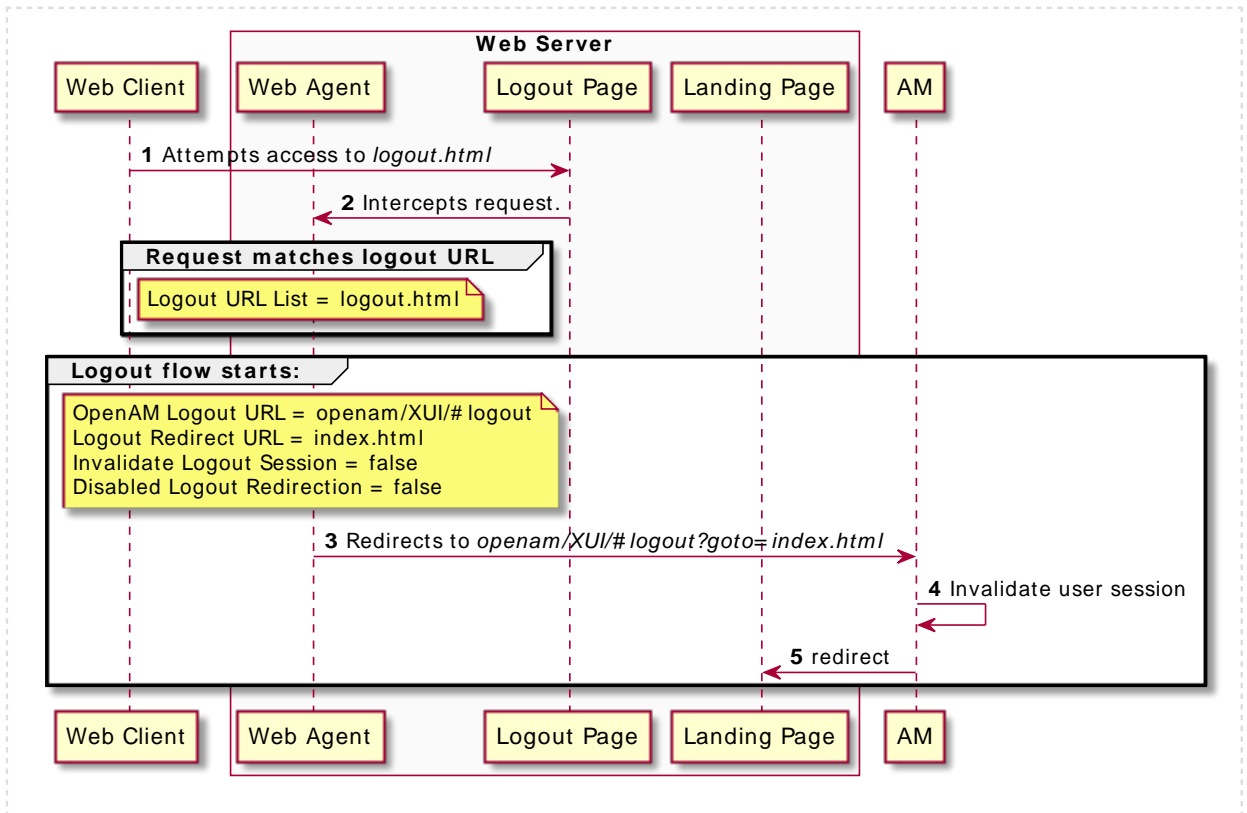 Web Server
Web Client
Web Agent
Logout Page
Landing Page
AM
1 Attempts access to logout.html
2 Intercepts request.
Request matches logout URL
Logout URL List = logout.html
Logout flow starts:
OpenAM Logout URL = openam/XUI/#logout
Logout Redirect URL = index.html
Invalidate Logout Session = false
Disabled Logout Redirection = false
3 Redirects to openam/XUI/#logout?goto=index.html
4 Invalidate user session
5 redirect
Web Client
Web Agent
Logout Page
Landing Page
AM